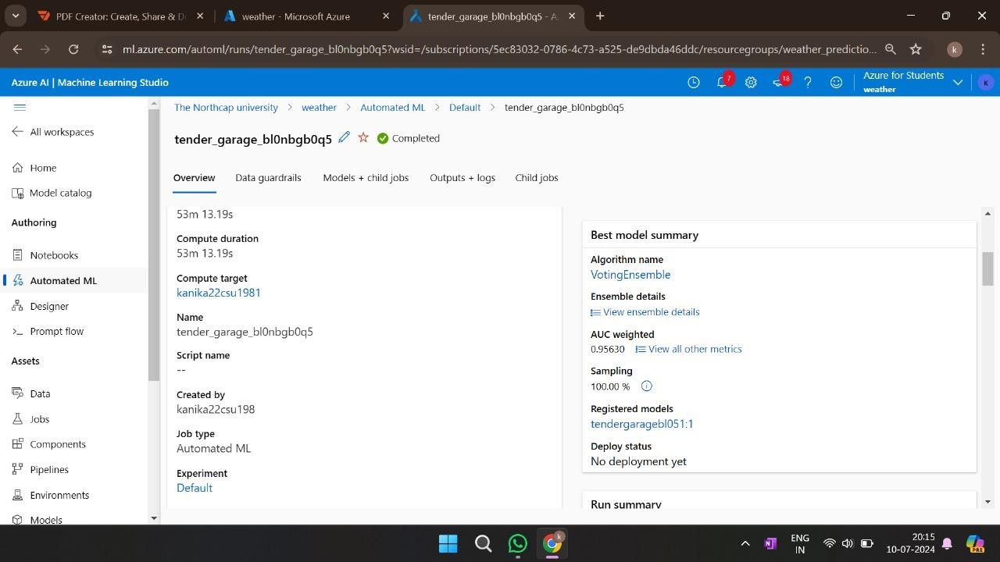 PDF Creator: Create, Share & D
weather - Microsoft Azure
tender_garage_bl0nbgb0q5 - A
ml.azure.com/automl/runs/tender_garage_bl0nbgb0q5?wsid=/subscriptions/5ec83032-0786-4c73-a525-de9dbda46ddc/resourcegroups/weather_predictio...
k
Azure AI | Machine Learning Studio
7
18
Azure for Students
weather
K
The Northcap university > weather > Automated ML > Default > tender_garage_bl0nbgb0q5
All workspaces
tender_garage_bl0nbgb0q5
Completed
Home
Model catalog
Authoring
Notebooks
Automated ML
Designer
Prompt flow
Assets
Data
Jobs
Components
Pipelines
Environments
Models
Overview
Data guardrails
Models + child jobs
Outputs + logs
Child jobs
53m 13.19s
Compute duration
53m 13.19s
Compute target
kanika22csu1981
Name
tender_garage_bl0nbgb0q5
Script name
--
Created by
kanika22csu198
Job type
Automated ML
Experiment
Default
Best model summary
Algorithm name
VotingEnsemble
Ensemble details
View ensemble details
AUC weighted
0.95630 View all other metrics
Sampling
100.00 %
Registered models
tendergaragebl051:1
Deploy status
No deployment yet
Run summary
k
ENG
IN
20:15
10-07-2024
PRE